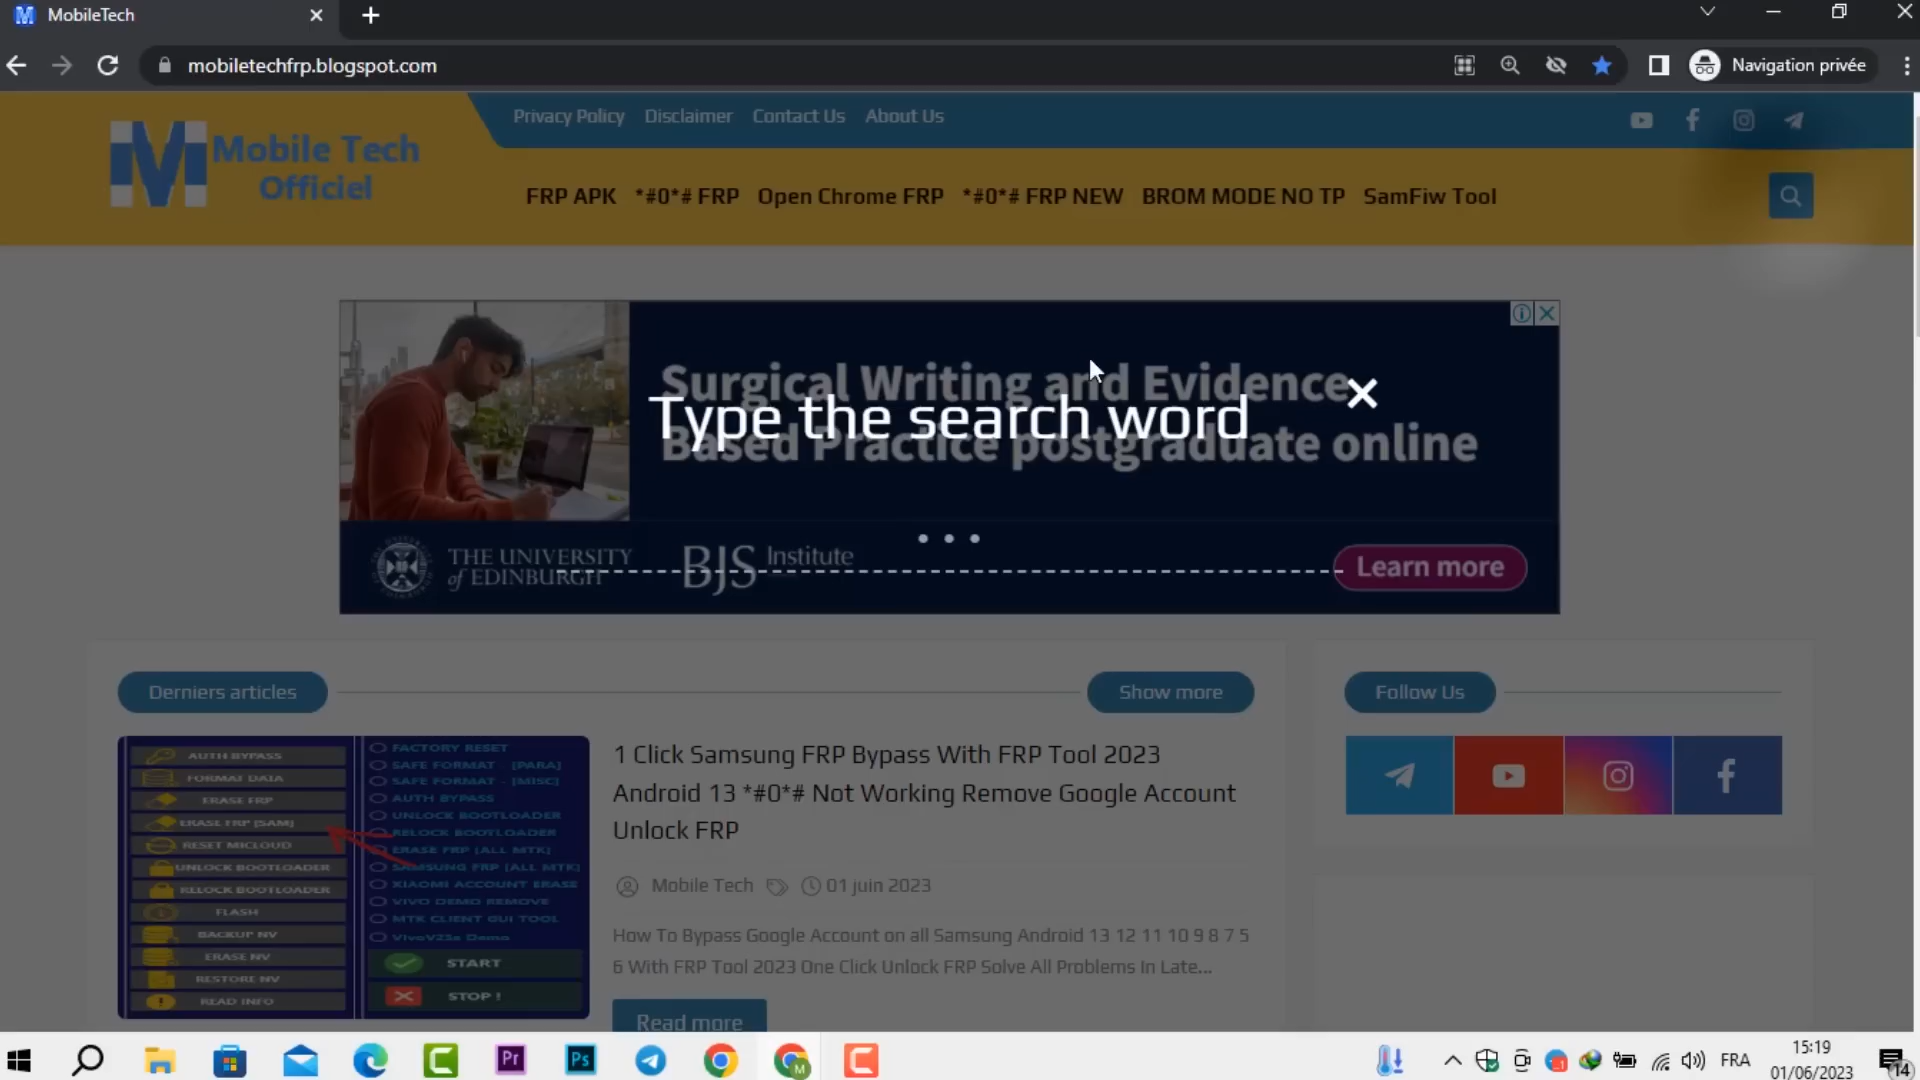 MobileTech
mobiletechfrp.blogspot.com
Navigation privée
Privacy Policy Disclaimer Contact Us About Us
Mobile Tech
Officiel
FRP APK *#0*# FRP Open Chrome FRP *#0*# FRP NEW BROM MODE NO TP SamFiw Tool
Surgical Writing and Evidence
Type the search word
Based Practice postgraduate online
THE UNIVERSITY
of EDINBURGH
BJS Institute
Learn more
Derniers articles
Show more
Follow Us
AUTH BYPASS
FORMAT DATA
ERASE FRP
ERASE FRP [SAM]
RESET MICLOUD
UNLOCK BOOTLOADER
RELOCK BOOTLOADER
FLASH
BACKUP NV
ERASE NV
RESTORE NV
READ INFO
FACTORY RESET
SAFE FORMAT - [PARA]
SAFE FORMAT - [MISC]
AUTH BYPASS
UNLOCK BOOTLOADER
RELOCK BOOTLOADER
ERASE FRP [ALL MTK]
SAMSUNG FRP [ALL MTK]
XIAOMI ACCOUNT ERASE
VIVO DEMO REMOVE
MTK CLIENT GUI TOOL
VivoV23e Demo
START
STOP !
1 Click Samsung FRP Bypass With FRP Tool 2023
Android 13 *#0*# Not Working Remove Google Account
Unlock FRP
Mobile Tech 01 juin 2023
How To Bypass Google Account on all Samsung Android 13 12 11 10 9 8 7 5
6 With FRP Tool 2023 One Click Unlock FRP Solve All Problems In Late...
Read more
Pr
Ps
FRA
15:19
01/06/2023
14